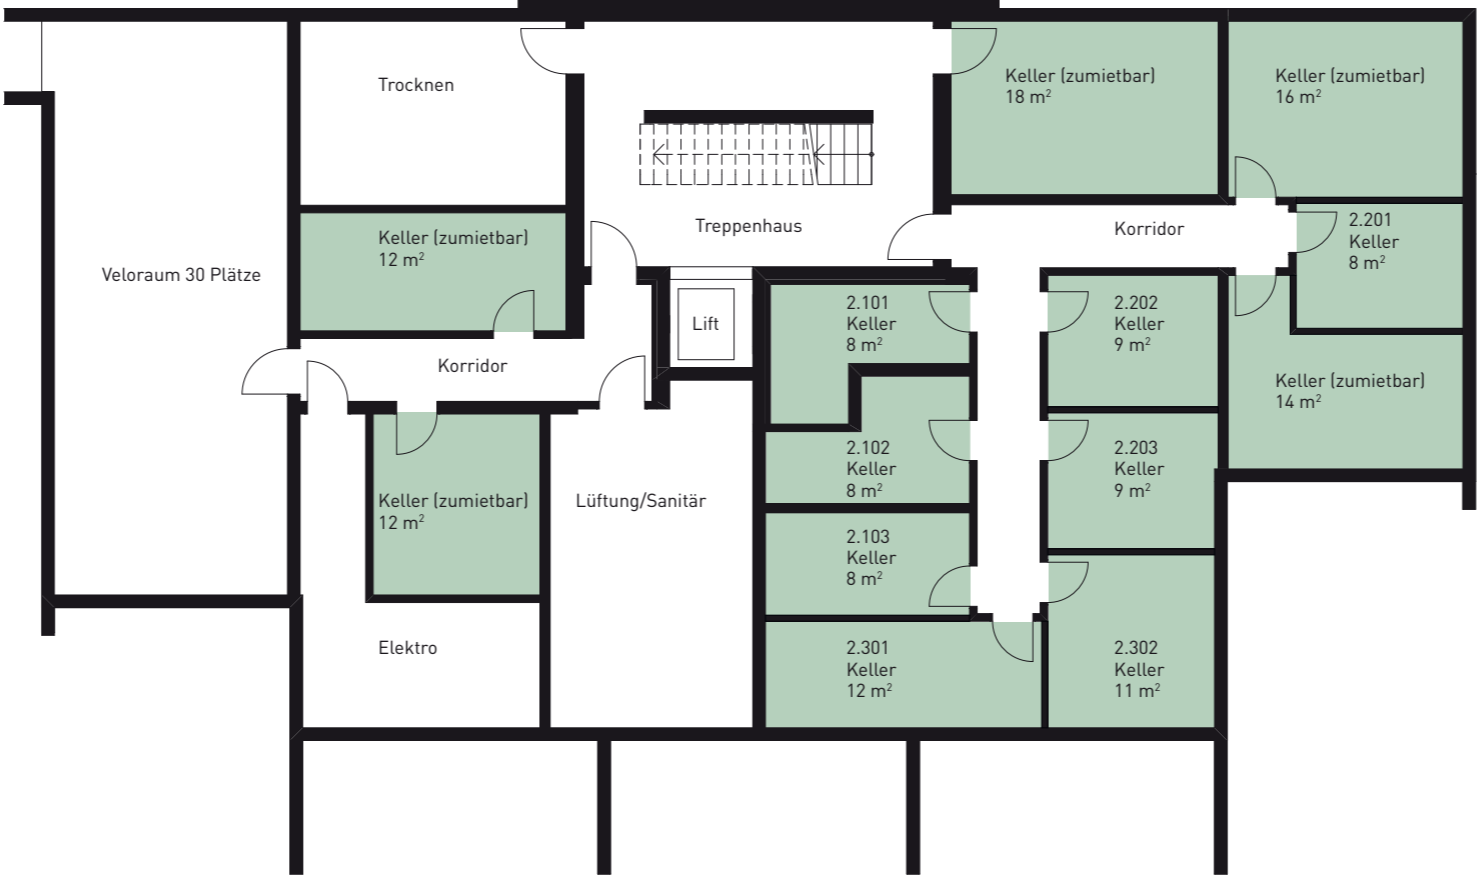 Trocknen
Keller (zumietbar)
18 m²
Keller (zumietbar)
16 m²
Treppenhaus
Korridor
2.201
Keller
8 m²
Keller (zumietbar)
12 m²
Veloraum 30 Plätze
Lift
2.101
Keller
8 m²
2.202
Keller
9 m²
Korridor
Keller (zumietbar)
14 m²
2.102
Keller
8 m²
2.203
Keller
9 m²
Keller (zumietbar)
12 m²
Lüftung/Sanitär
2.103
Keller
8 m²
Elektro
2.301
Keller
12 m²
2.302
Keller
11 m²